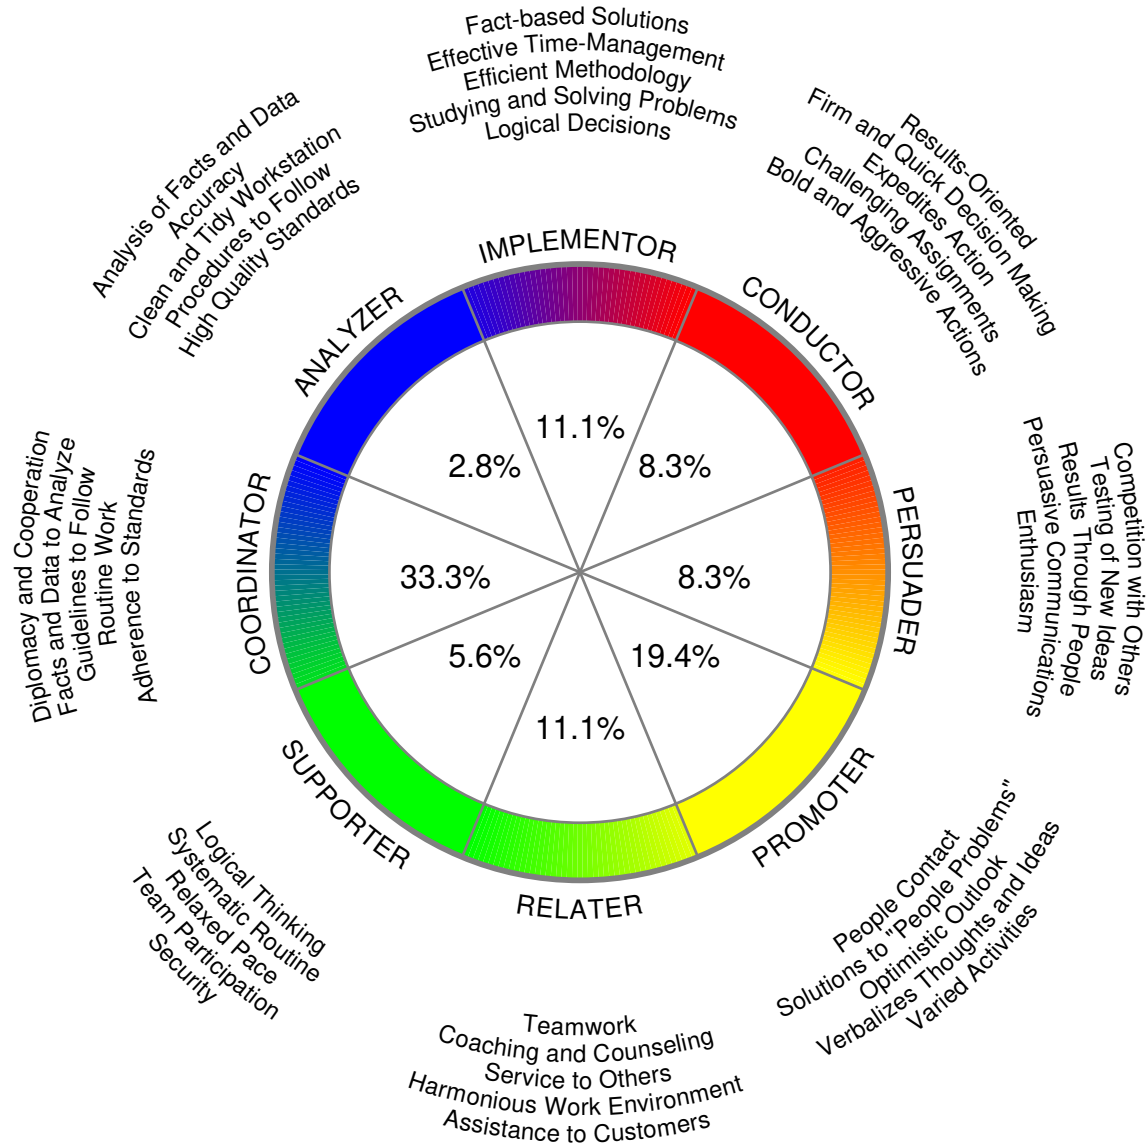 Fact-based Solutions
Effective Time-Management
Efficient Methodology
Studying and Solving Problems
Logical Decisions
Results-Oriented
Firm and Quick Decision Making
Expedites Action
Challenging Assignments
Bold and Aggressive Actions
Competition with Others
Testing of New Ideas
Results Through People
Persuasive Communications
Enthusiasm
People Contact
Solutions to "People Problems"
Optimistic Outlook
Verbalizes Thoughts and Ideas
Varied Activities
Teamwork
Coaching and Counseling
Service to Others
Harmonious Work Environment
Assistance to Customers
Logical Thinking
Systematic Routine
Relaxed Pace
Team Participation
Security
Diplomacy and Cooperation
Facts and Data to Analyze
Guidelines to Follow
Routine Work
Adherence to Standards
Analysis of Facts and Data
Accuracy
Clean and Tidy Workstation
Procedures to Follow
High Quality Standards
IMPLEMENTOR
CONDUCTOR
PERSUADER
PROMOTER
RELATER
SUPPORTER
COORDINATOR
ANALYZER
11.1%
8.3%
8.3%
19.4%
11.1%
5.6%
33.3%
2.8%